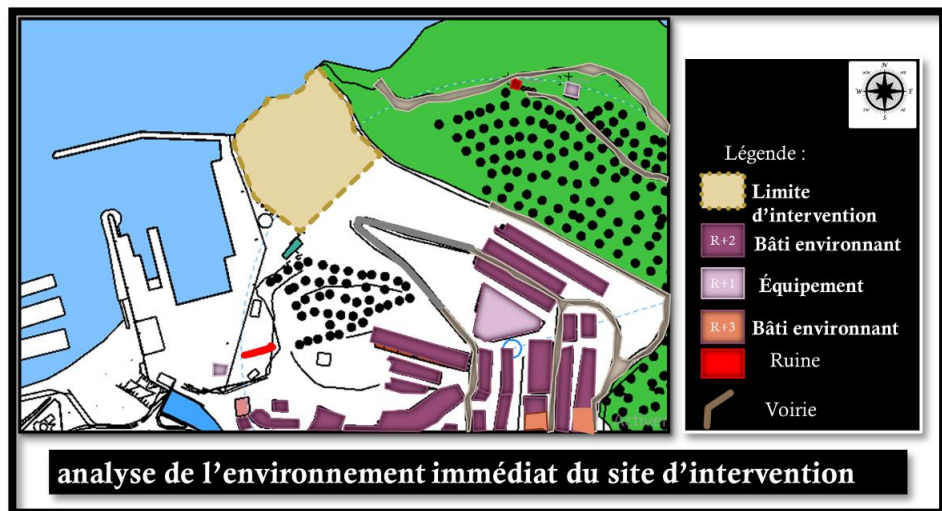 N
W
E
S
Légende :
Limite
d'intervention
R+2 Bâti environnant
R+1 Équipement
R+3 Bâti environnant
Ruine
Voirie
Activer
analyse de l'environnement immédiat du site d'intervention